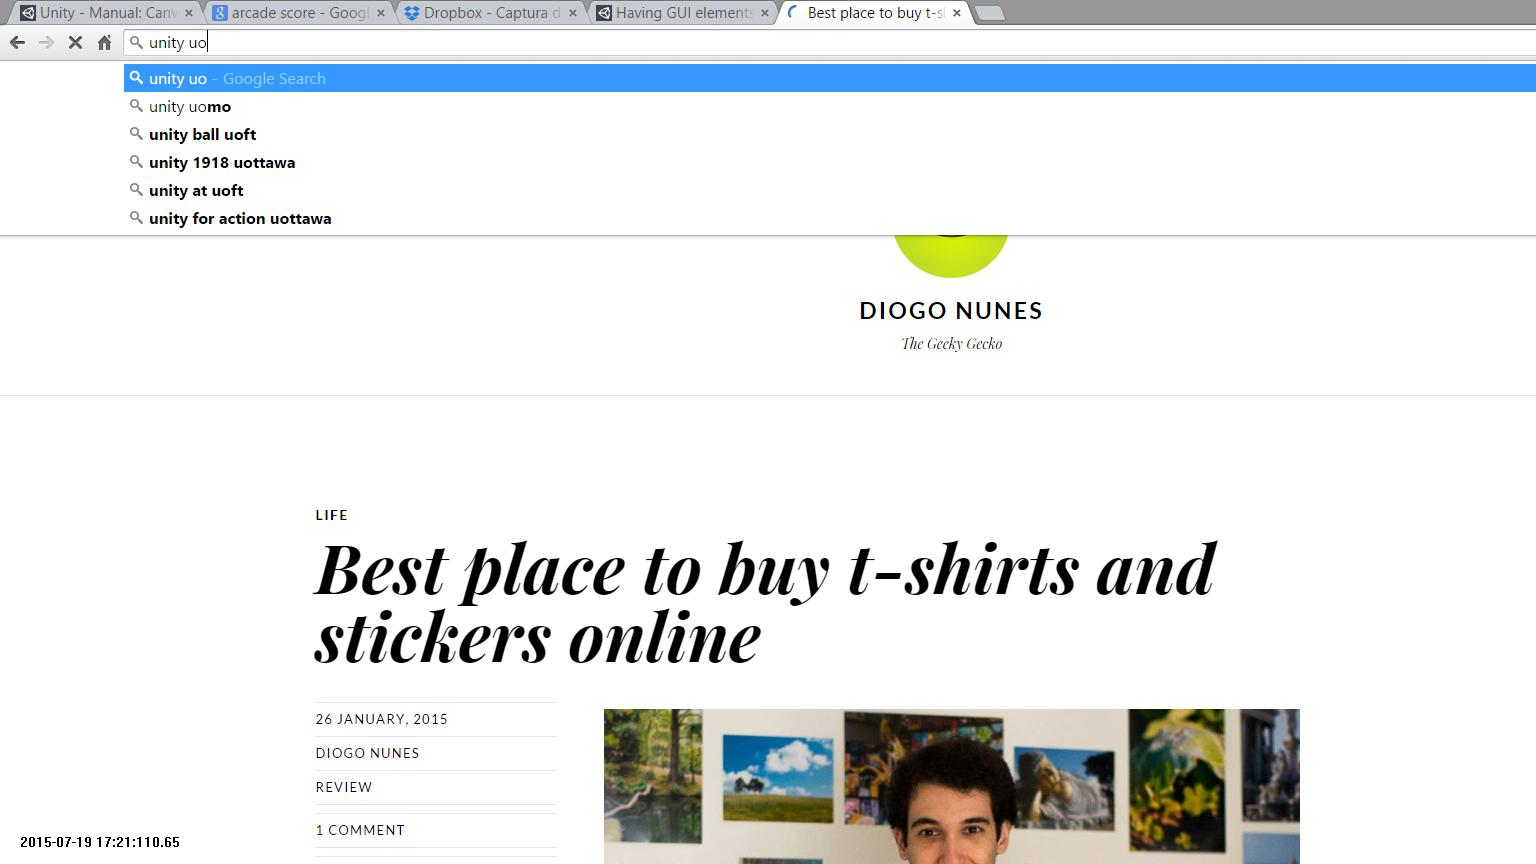 Unity - Manual: Canv
arcade score - Googl
Dropbox - Captura d
Having GUI elements
Best place to buy t-s
unity uo
unity uo - Google Search
unity uomo
unity ball uoft
unity 1918 uottawa
unity at uoft
unity for action uottawa
DIOGO NUNES
The Geeky Gecko
LIFE
Best place to buy t-shirts and
stickers online
26 JANUARY, 2015
DIOGO NUNES
REVIEW
1 COMMENT
2015-07-19 17:21:110.65